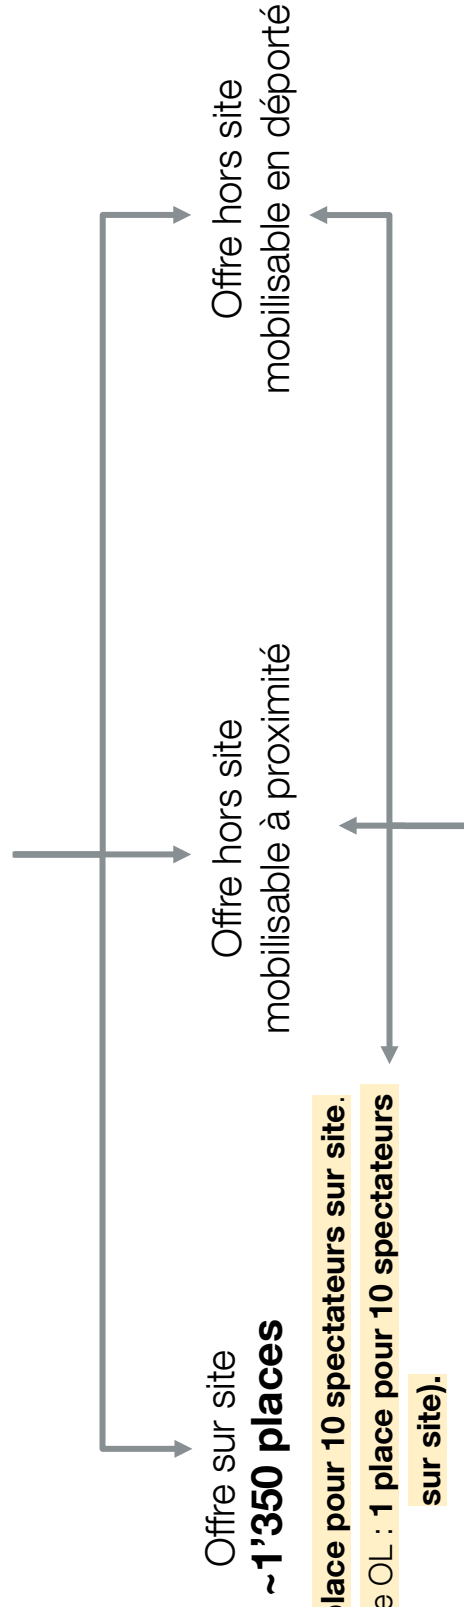 Offre sur site
~1'350 places
place pour 10 spectateurs sur site.
e OL : 1 place pour 10 spectateurs
sur site).
Offre hors site
mobilisable à proximité
Offre hors site
mobilisable en déporté